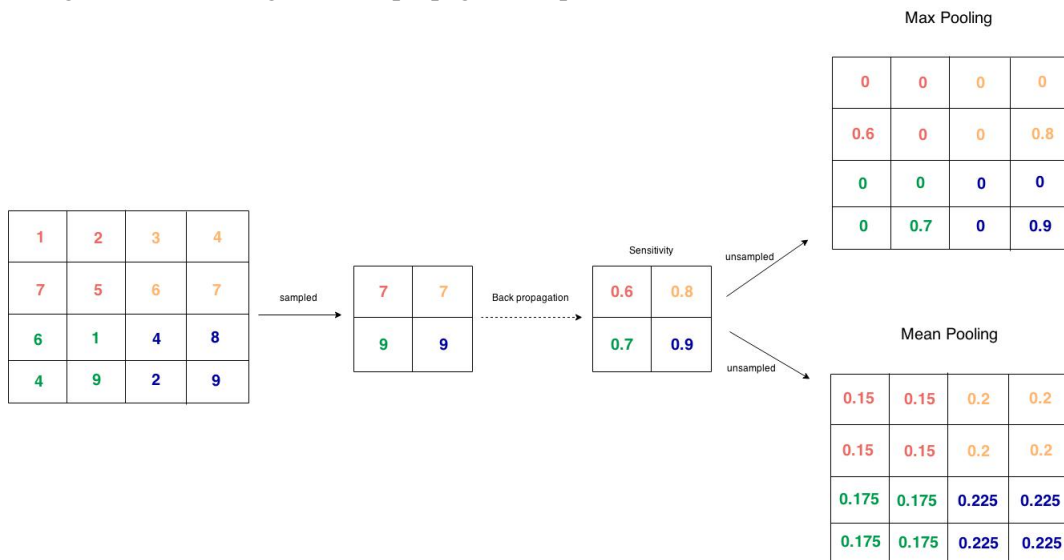 Max Pooling
0 0 0 0
0.6 0 0 0.8
0 0 0 0
0 0.7 0 0.9
1 2 3 4
7 5 6 7
6 1 4 8
4 9 2 9
sampled
7 7
9 9
Back propagation
Sensitivity
0.6 0.8
0.7 0.9
unsampled
unsampled
Mean Pooling
0.15 0.15 0.2 0.2
0.15 0.15 0.2 0.2
0.175 0.175 0.225 0.225
0.175 0.175 0.225 0.225